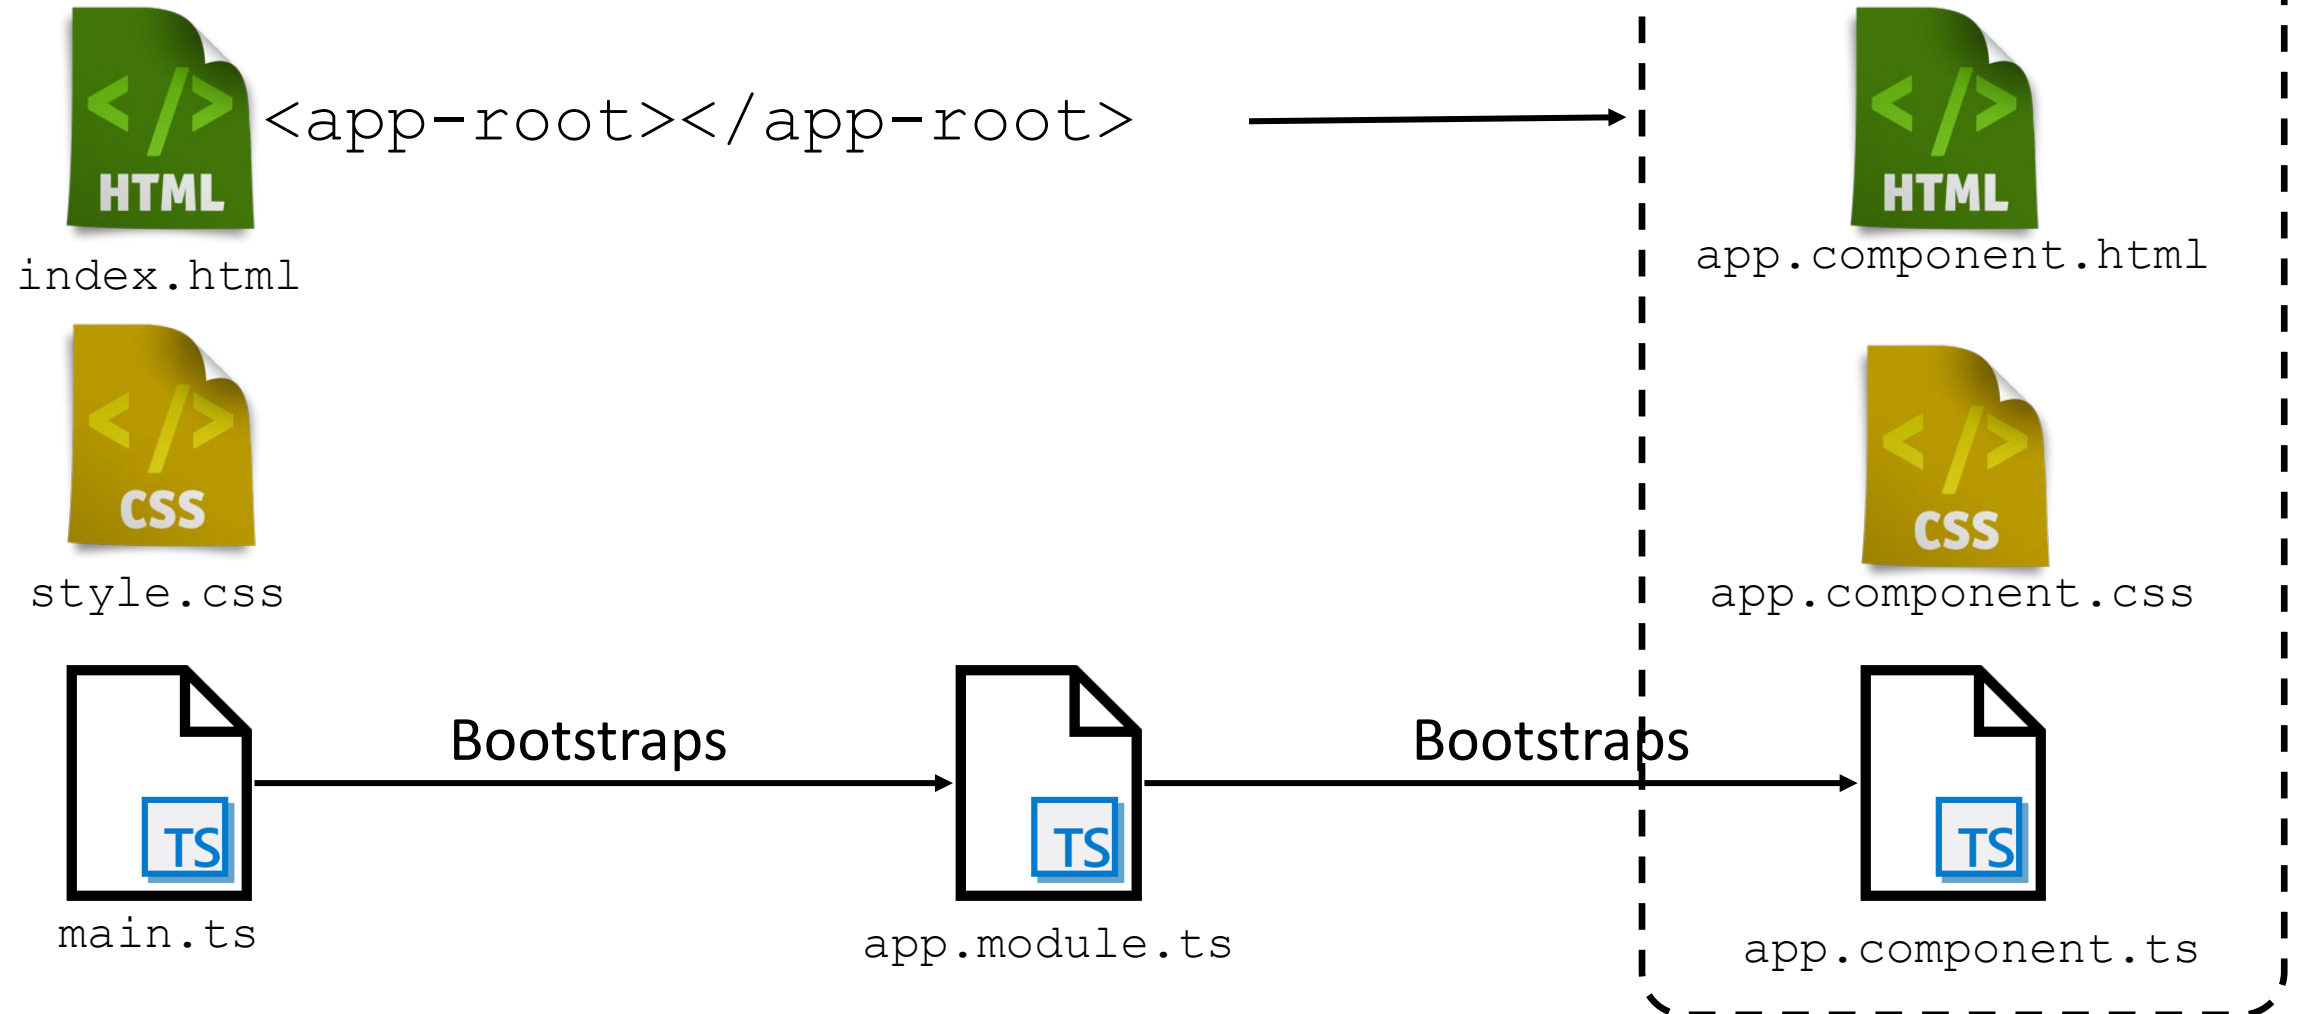 </>
HTML
<app-root></app-root>
</>
HTML
index.html
app.component.html
</>
CSS
</>
CSS
style.css
app.component.css
Bootstraps
Bootstraps
TS
TS
TS
main.ts
app.module.ts
app.component.ts